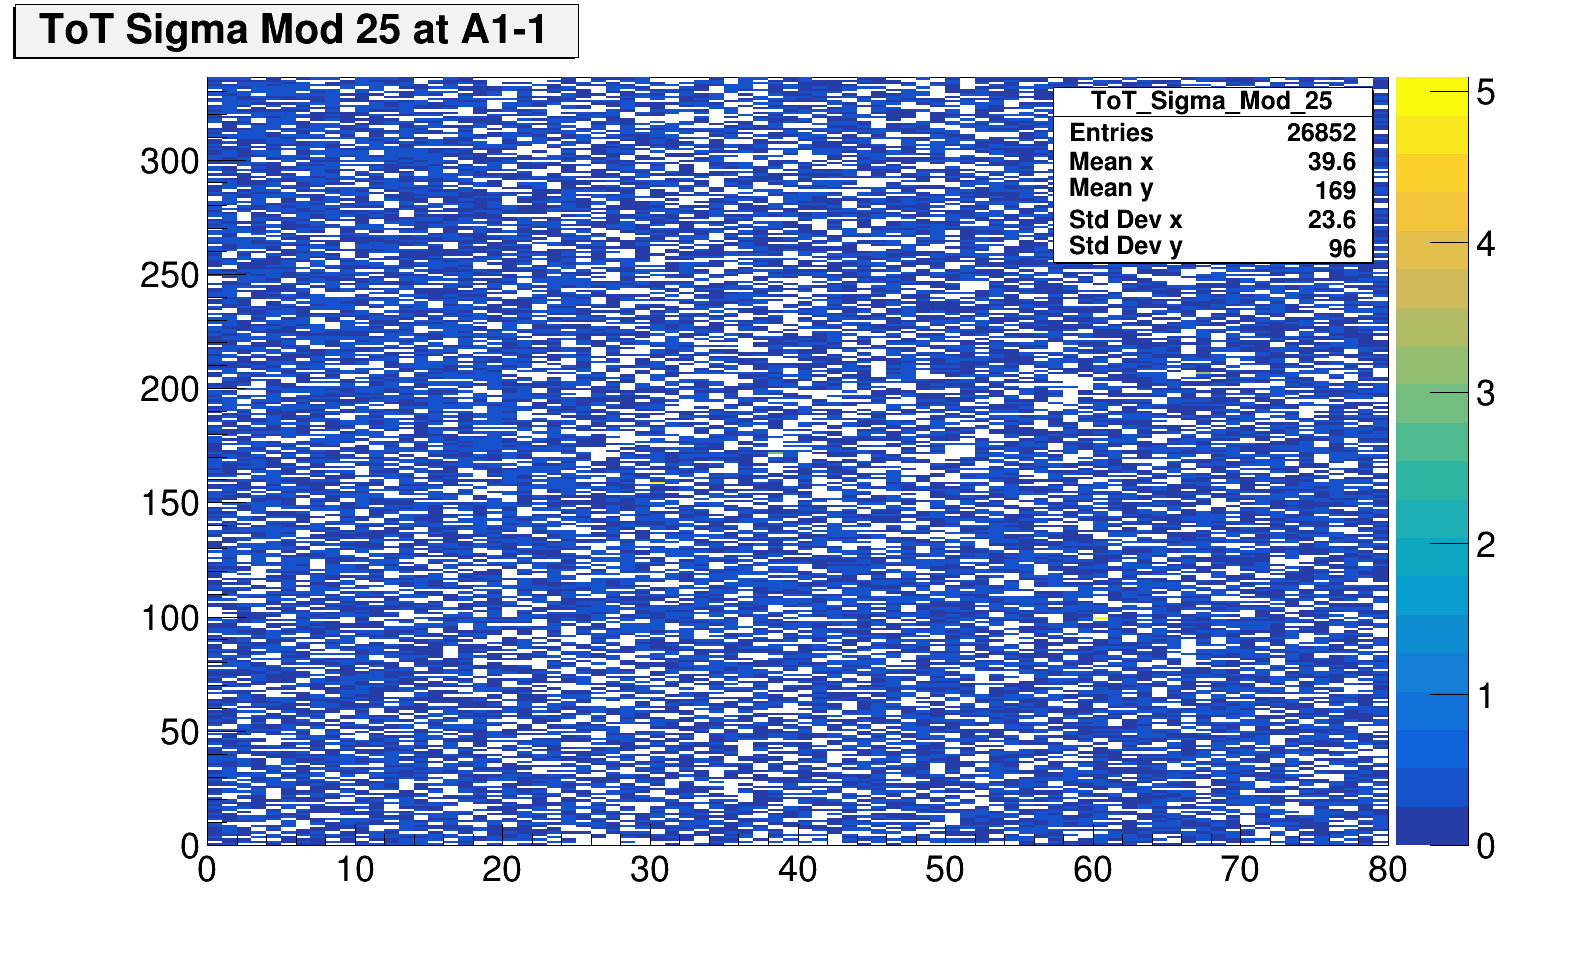 ToT Sigma Mod 25 at A1-1
ToT_Sigma_Mod_25
Entries 26852
Mean x 39.6
Mean y 169
Std Dev x 23.6
Std Dev y 96
300
250
200
150
100
50
0
0 10 20 30 40 50 60 70 80
5
4
3
2
1
0